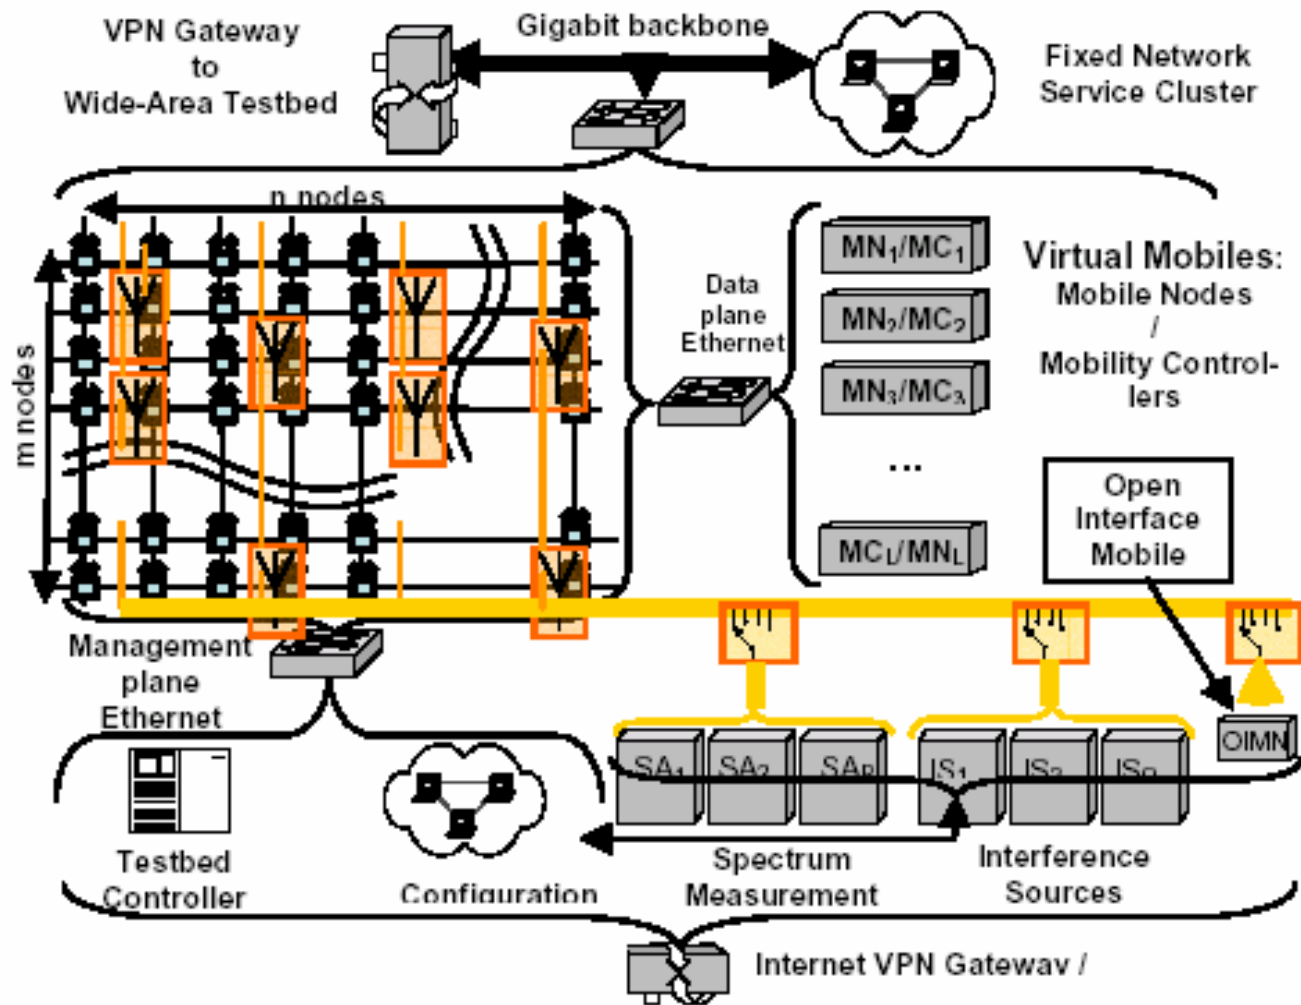 VPN Gateway
to
Wide-Area Testbed
Gigabit backbone
Fixed Network
Service Cluster
n nodes
m nodes
Data
plane
Ethernet
MN1/MC1
MN2/MC2
MN3/MC3
...
MCL/MNL
Virtual Mobiles:
Mobile Nodes
/
Mobility Control-
lers
Open
Interface
Mobile
Management
plane
Ethernet
SA1
SA2
SAP
IS1
IS2
ISQ
OIMN
Testbed
Controller
Configuration
Spectrum
Measurement
Interference
Sources
Internet VPN Gateway /